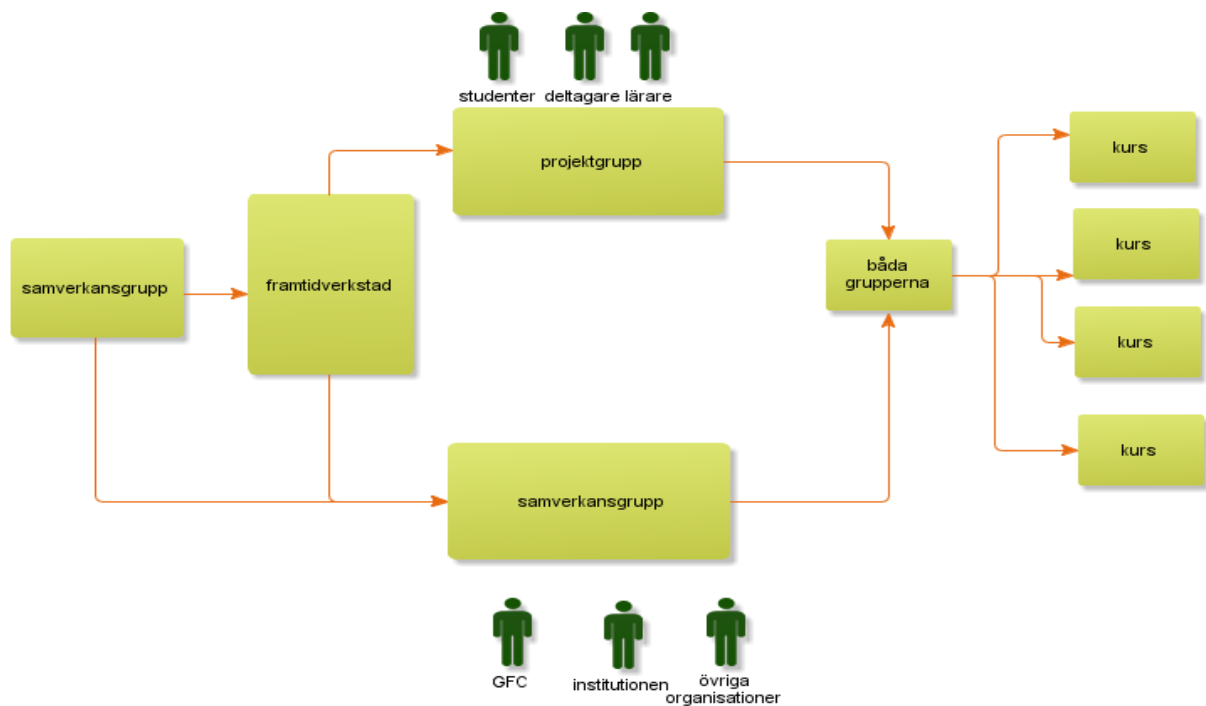 studenter
deltagare
lärare
projektgrupp
samverkansgrupp
framtidverkstad
båda
grupperna
kurs
kurs
kurs
kurs
samverkansgrupp
GFC
institutionen
övriga
organisationer